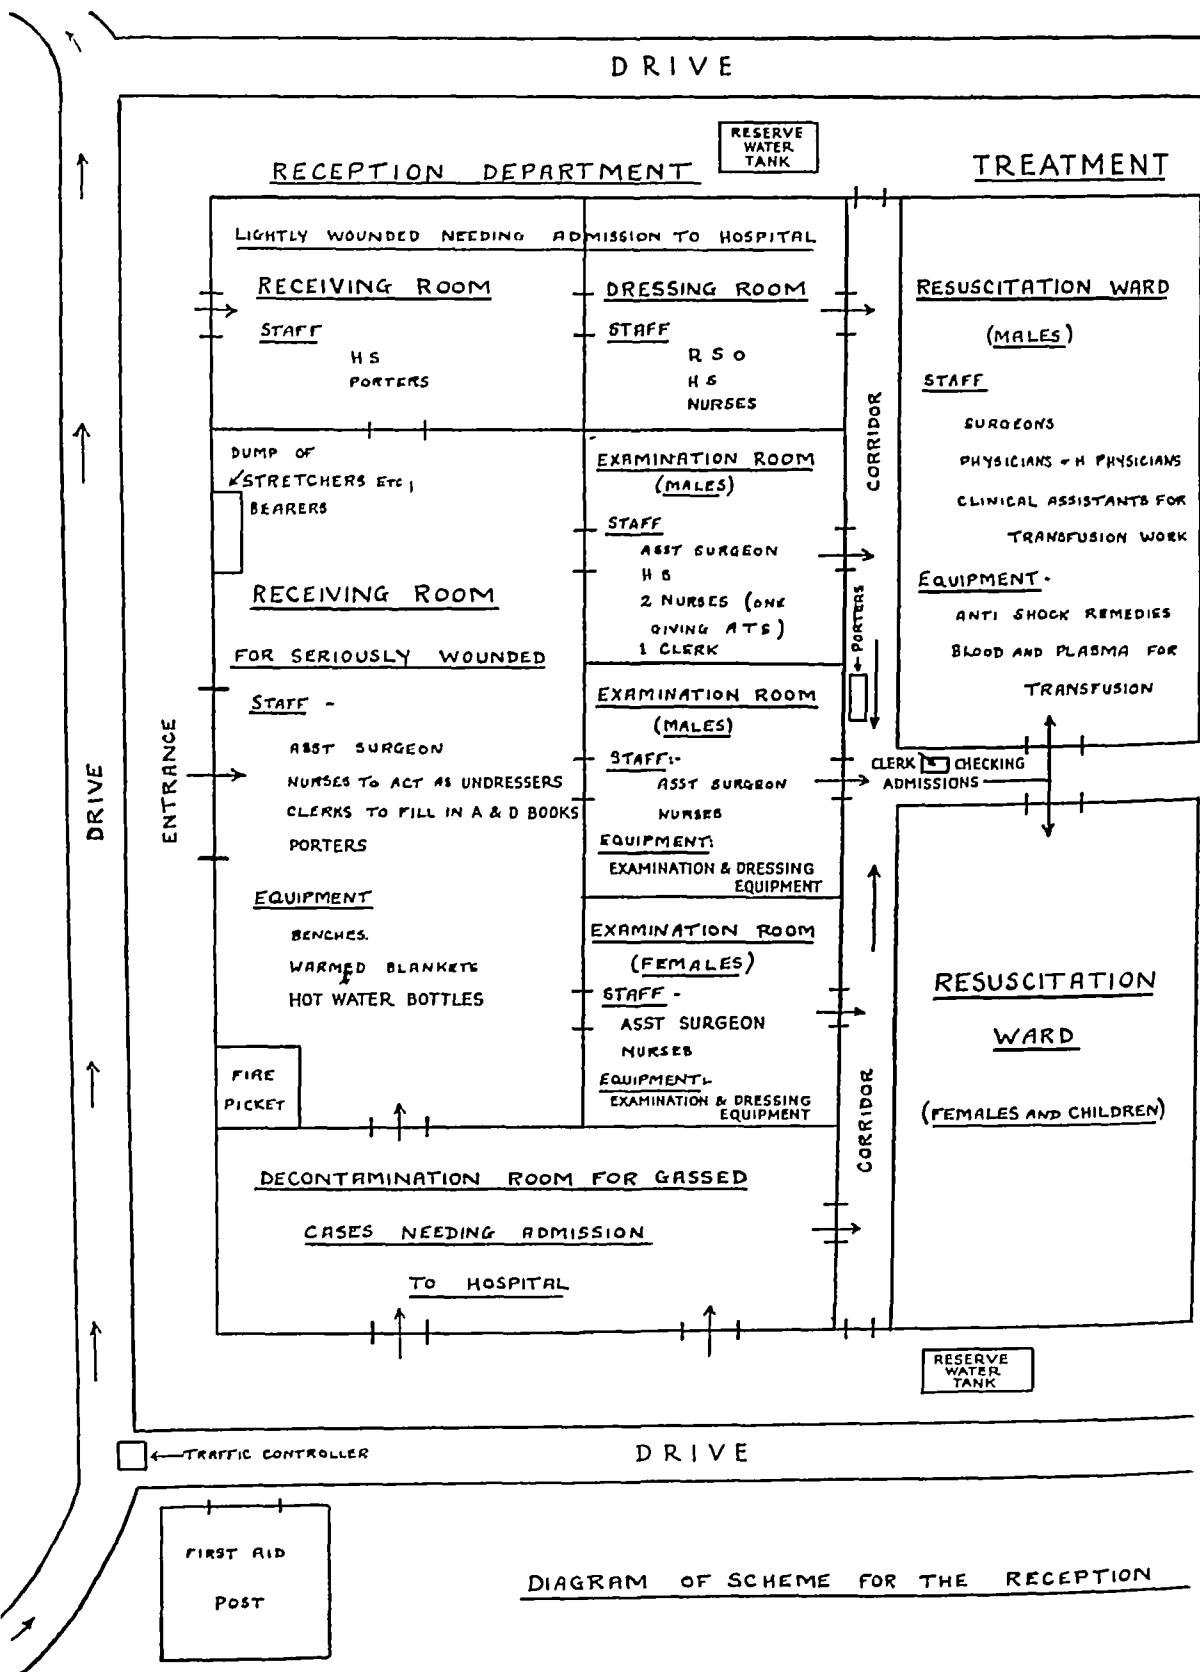 DRIVE
RESERVE
WATER
TANK
RECEPTION DEPARTMENT
TREATMENT
LIGHTLY WOUNDED NEEDING ADMISSION TO HOSPITAL
RECEIVING ROOM
STAFF
H S
PORTERS
DRESSING ROOM
STAFF
R S O
H S
NURSES
CORRIDOR
RESUSCITATION WARD
(MALES)
STAFF
SURGEONS
PHYSICIANS + H PHYSICIANS
CLINICAL ASSISTANTS FOR
TRANSFUSION WORK
EQUIPMENT -
ANTI SHOCK REMEDIES
BLOOD AND PLASMA FOR
TRANSFUSION
DUMP OF
STRETCHERS ETC,
BEARERS
RECEIVING ROOM
FOR SERIOUSLY WOUNDED
STAFF -
ASST SURGEON
NURSES TO ACT AS UNDRESSERS
CLERKS TO FILL IN A & D BOOKS
PORTERS
EQUIPMENT
BENCHES.
WARMED BLANKETS
HOT WATER BOTTLES
FIRE
PICKET
EXAMINATION ROOM
(MALES)
STAFF
ASST SURGEON
H S
2 NURSES (ONE
GIVING ATS)
1 CLERK
PORTERS
EXAMINATION ROOM
(MALES)
STAFF:-
ASST SURGEON
NURSES
EQUIPMENT:
EXAMINATION & DRESSING
EQUIPMENT
CLERK CHECKING
ADMISSIONS
EXAMINATION ROOM
(FEMALES)
STAFF -
ASST SURGEON
NURSES
EQUIPMENT:-
EXAMINATION & DRESSING
EQUIPMENT
CORRIDOR
RESUSCITATION
WARD
(FEMALES AND CHILDREN)
DRIVE
ENTRANCE
DECONTAMINATION ROOM FOR GASSED
CASES NEEDING ADMISSION
TO HOSPITAL
RESERVE
WATER
TANK
TRAFFIC CONTROLLER
DRIVE
FIRST AID
POST
DIAGRAM OF SCHEME FOR THE RECEPTION